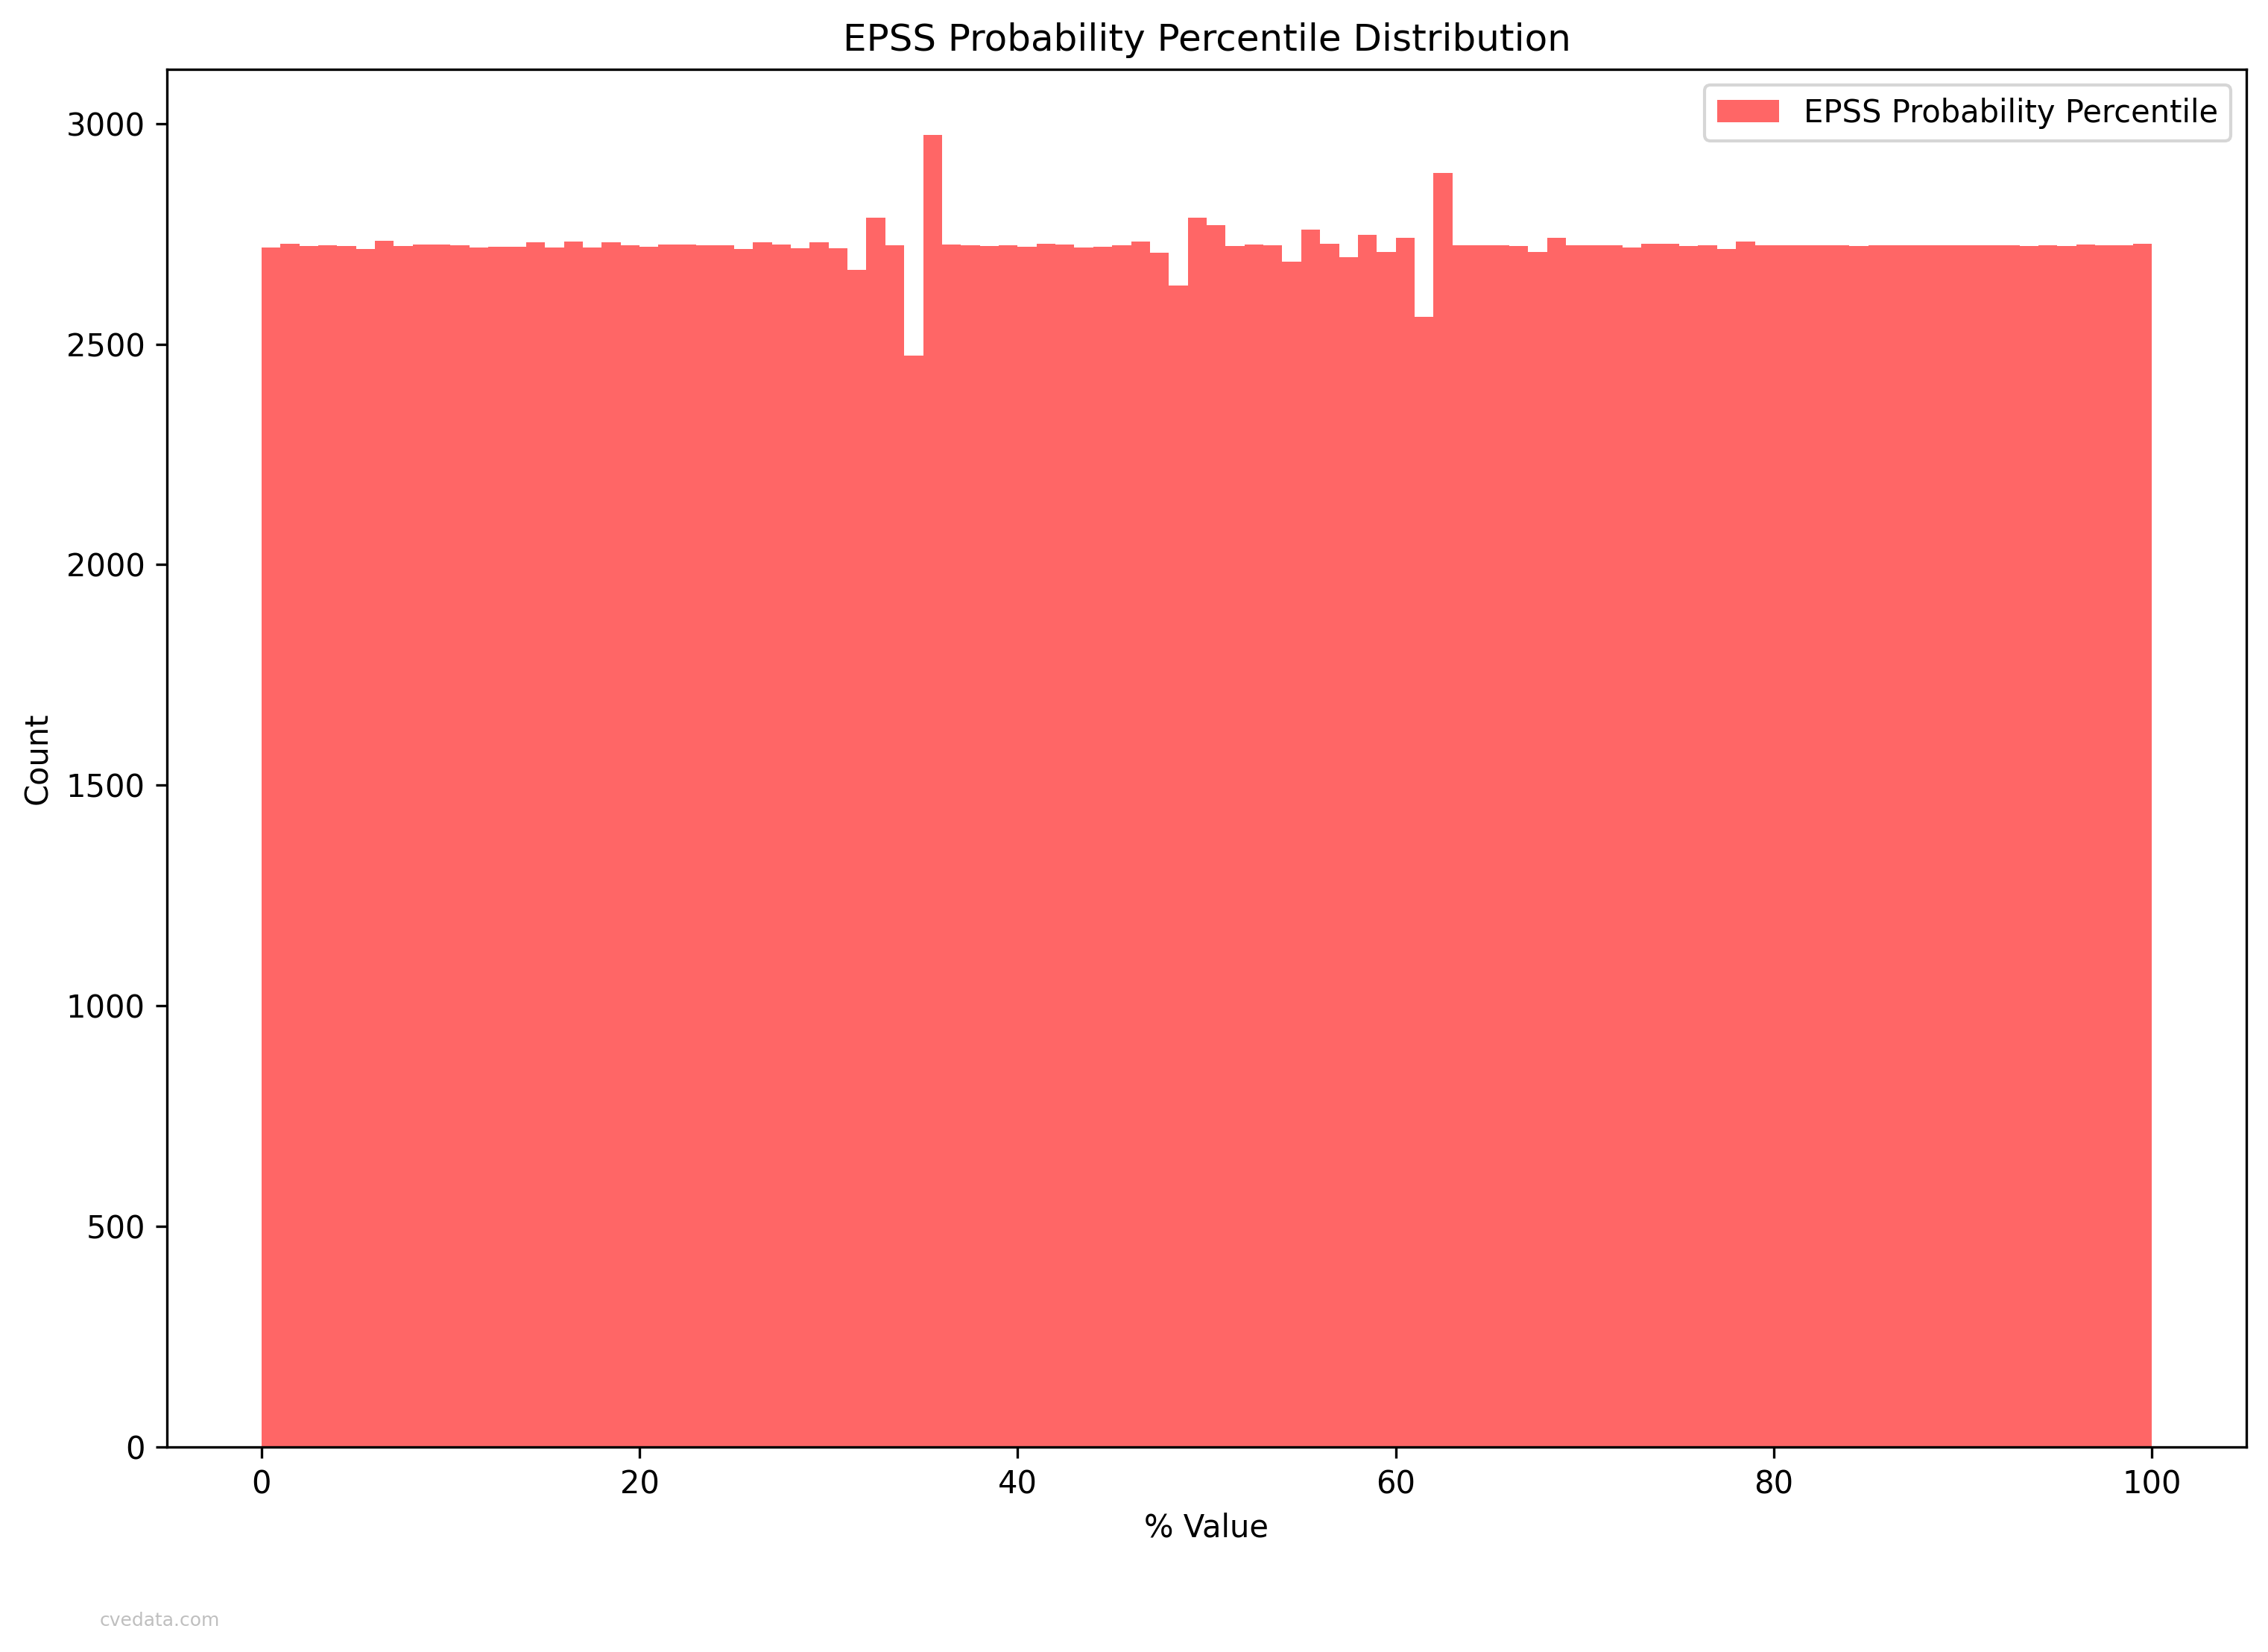 EPSS Probability Percentile Distribution
EPSS Probability Percentile
3000
2500
2000
1500
1000
500
0
Count
0 20 40 60 80 100
% Value
cvedata.com